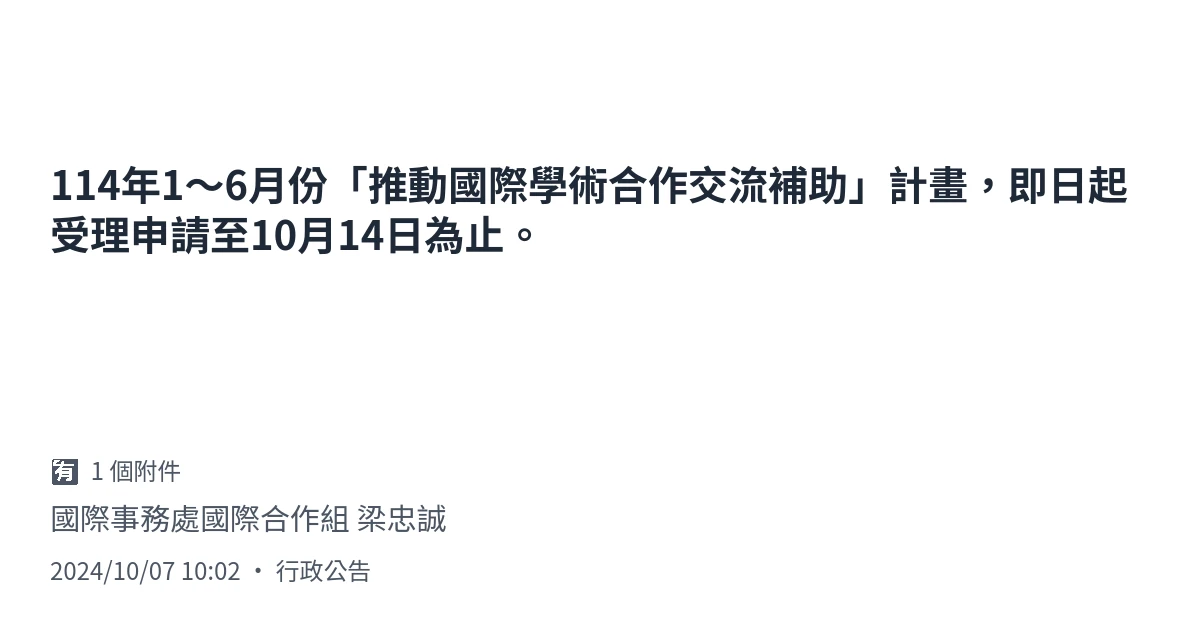 114年1～6月份「推動國際學術合作交流補助」計畫，即日起
受理申請至10月14日為止。
🈶 1 個附件
國際事務處國際合作組 梁忠誠
2024/10/07 10:02 • 行政公告